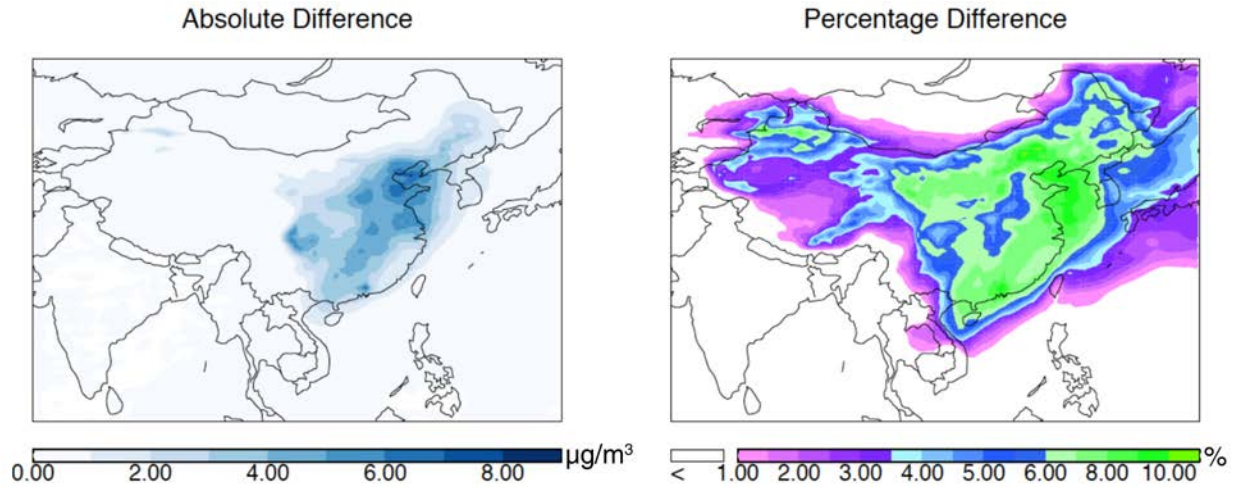 Absolute Difference
Percentage Difference
0.00 2.00 4.00 6.00 8.00 µg/m³
< 1.00 2.00 3.00 4.00 5.00 6.00 8.00 10.00 %